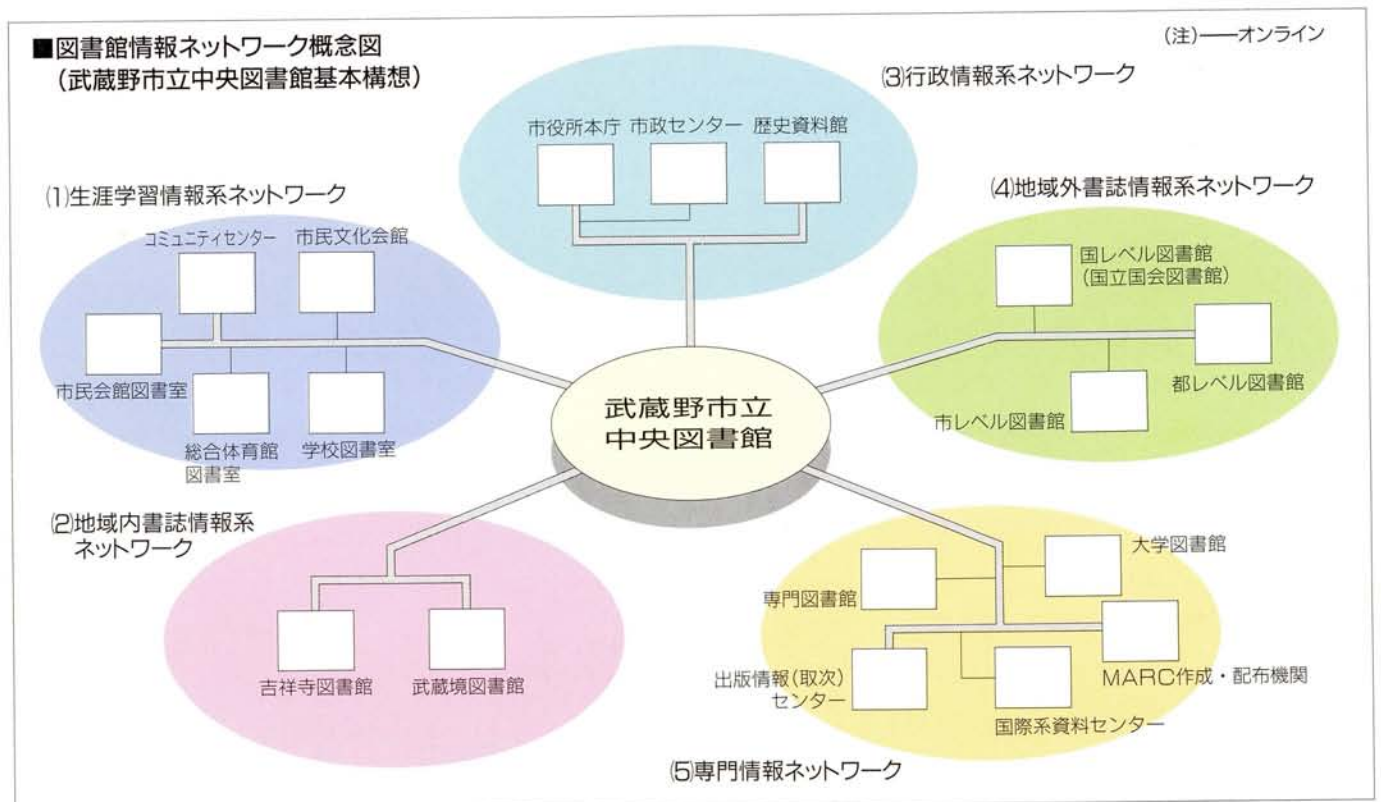 ■図書館情報ネットワーク概念図
(武蔵野市立中央図書館基本構想)
(注)──オンライン
(3)行政情報系ネットワーク
市役所本庁 市政センター 歴史資料館
(1)生涯学習情報系ネットワーク
コミュニティセンター 市民文化会館
市民会館図書室
総合体育館
図書室
学校図書室
(4)地域外書誌情報系ネットワーク
国レベル図書館
(国立国会図書館)
都レベル図書館
市レベル図書館
武蔵野市立
中央図書館
(2)地域内書誌情報系
ネットワーク
吉祥寺図書館 武蔵境図書館
大学図書館
専門図書館
出版情報(取次)
センター
MARC作成・配布機関
国際系資料センター
(5)専門情報ネットワーク